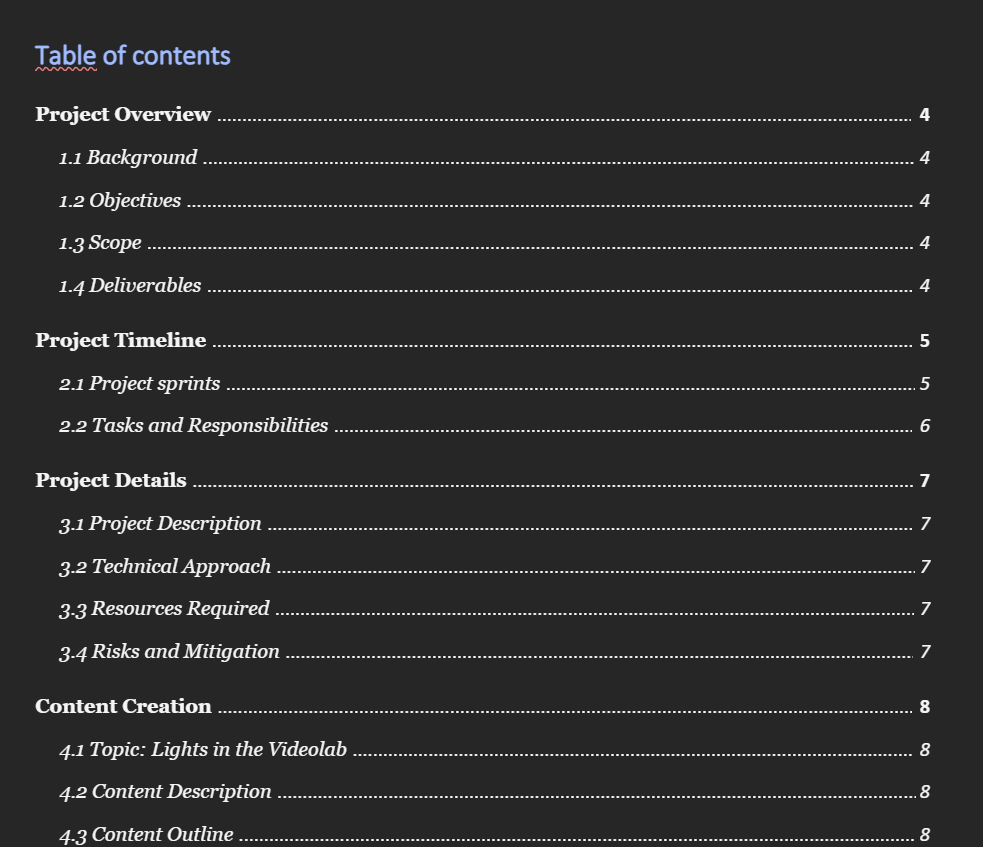 Table of contents
Project Overview ........ 4
1.1 Background ........ 4
1.2 Objectives ........ 4
1.3 Scope ........ 4
1.4 Deliverables ........ 4
Project Timeline ........ 5
2.1 Project sprints ........ 5
2.2 Tasks and Responsibilities ........ 6
Project Details ........ 7
3.1 Project Description ........ 7
3.2 Technical Approach ........ 7
3.3 Resources Required ........ 7
3.4 Risks and Mitigation ........ 7
Content Creation ........ 8
4.1 Topic: Lights in the Videolab ........ 8
4.2 Content Description ........ 8
4.3 Content Outline ........ 8